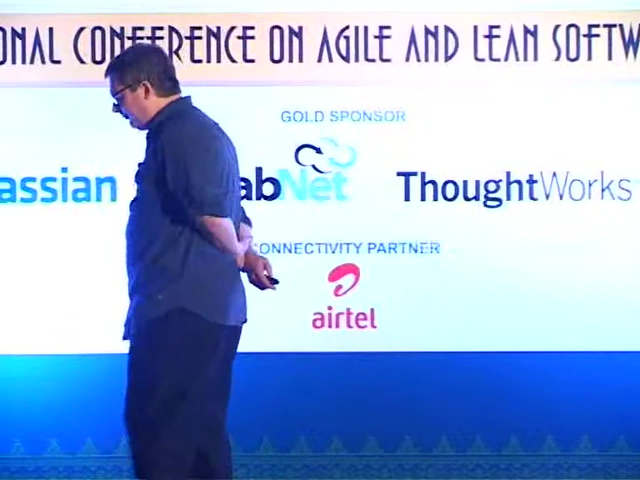 ONAL CONFERENCE ON AGILE AND LEAN SOFTW
GOLD SPONSOR
assian
abNet
ThoughtWorks
CONNECTIVITY PARTNER
airtel